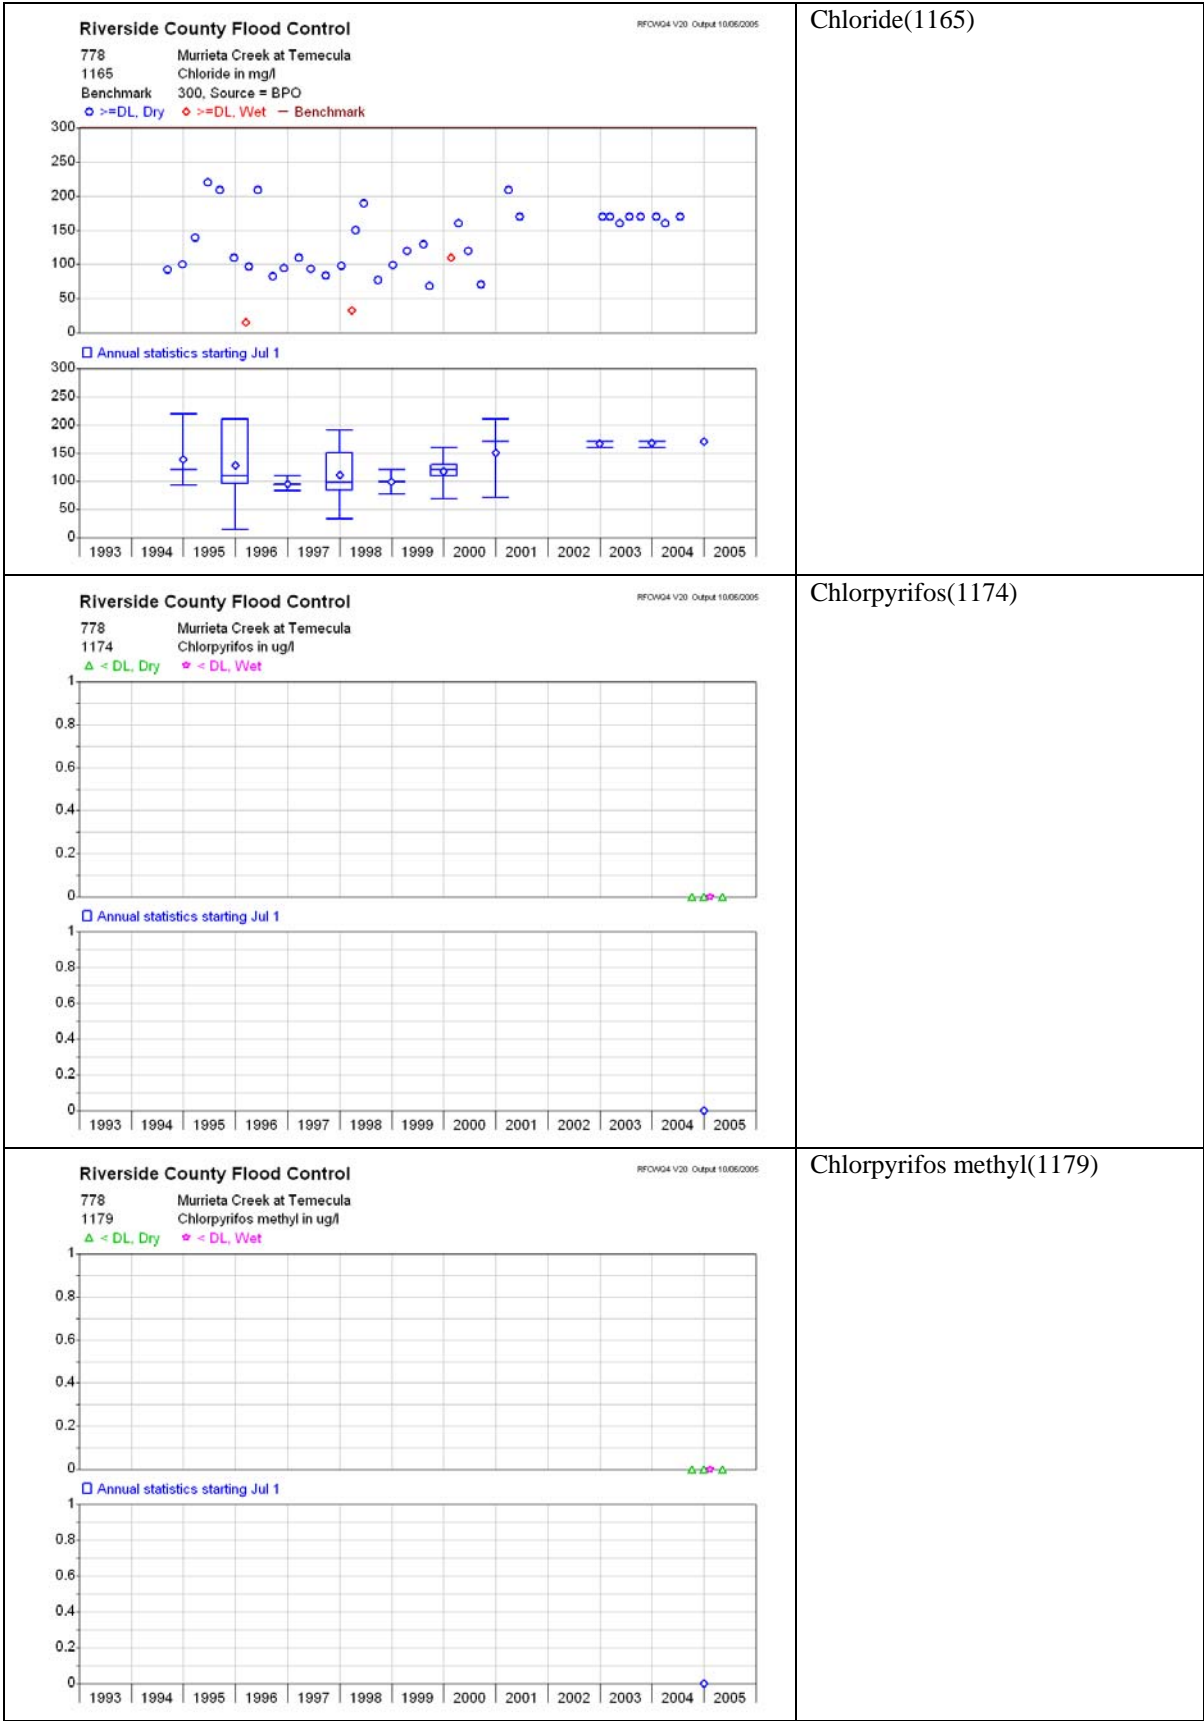 Riverside County Flood Control
RFCWQ4 V20 Output 10/06/2005
778 Murrieta Creek at Temecula
1165 Chloride in mg/l
Benchmark 300, Source = BPO
>=DL, Dry >=DL, Wet Benchmark
300
250
200
150
100
50
0
Annual statistics starting Jul 1
300
250
200
150
100
50
0
1993 1994 1995 1996 1997 1998 1999 2000 2001 2002 2003 2004 2005
Chloride(1165)
Riverside County Flood Control
RFCWQ4 V20 Output 10/06/2005
778 Murrieta Creek at Temecula
1174 Chlorpyrifos in ug/l
< DL, Dry < DL, Wet
1
0.8
0.6
0.4
0.2
0
Annual statistics starting Jul 1
1
0.8
0.6
0.4
0.2
0
1993 1994 1995 1996 1997 1998 1999 2000 2001 2002 2003 2004 2005
Chlorpyrifos(1174)
Riverside County Flood Control
RFCWQ4 V20 Output 10/06/2005
778 Murrieta Creek at Temecula
1179 Chlorpyrifos methyl in ug/l
< DL, Dry < DL, Wet
1
0.8
0.6
0.4
0.2
0
Annual statistics starting Jul 1
1
0.8
0.6
0.4
0.2
0
1993 1994 1995 1996 1997 1998 1999 2000 2001 2002 2003 2004 2005
Chlorpyrifos methyl(1179)